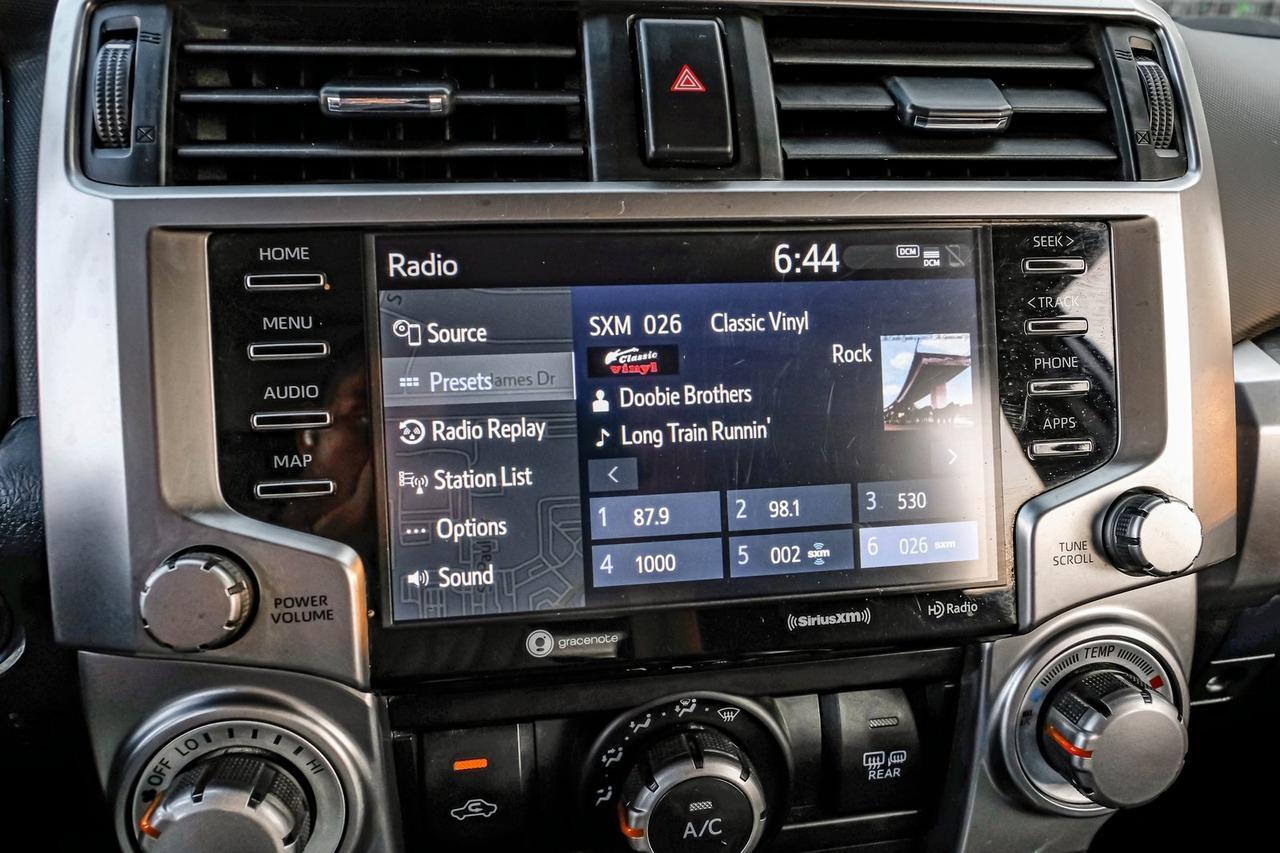 HOME
MENU
AUDIO
MAP
POWER
VOLUME
Radio
6:44
DCM
DCM
Source
Presets
James Dr
Radio Replay
Station List
Options
Sound
SXM 026 Classic Vinyl
Rock
Classic
vinyl
Doobie Brothers
Long Train Runnin'
<
>
1 87.9
2 98.1
3 530
4 1000
5 002 sxm
6 026 sxm
SEEK >
< TRACK
PHONE
APPS
TUNE
SCROLL
gracenote
((SiriusXM))
HD Radio
OFF LO HI
A/C
REAR
TEMP